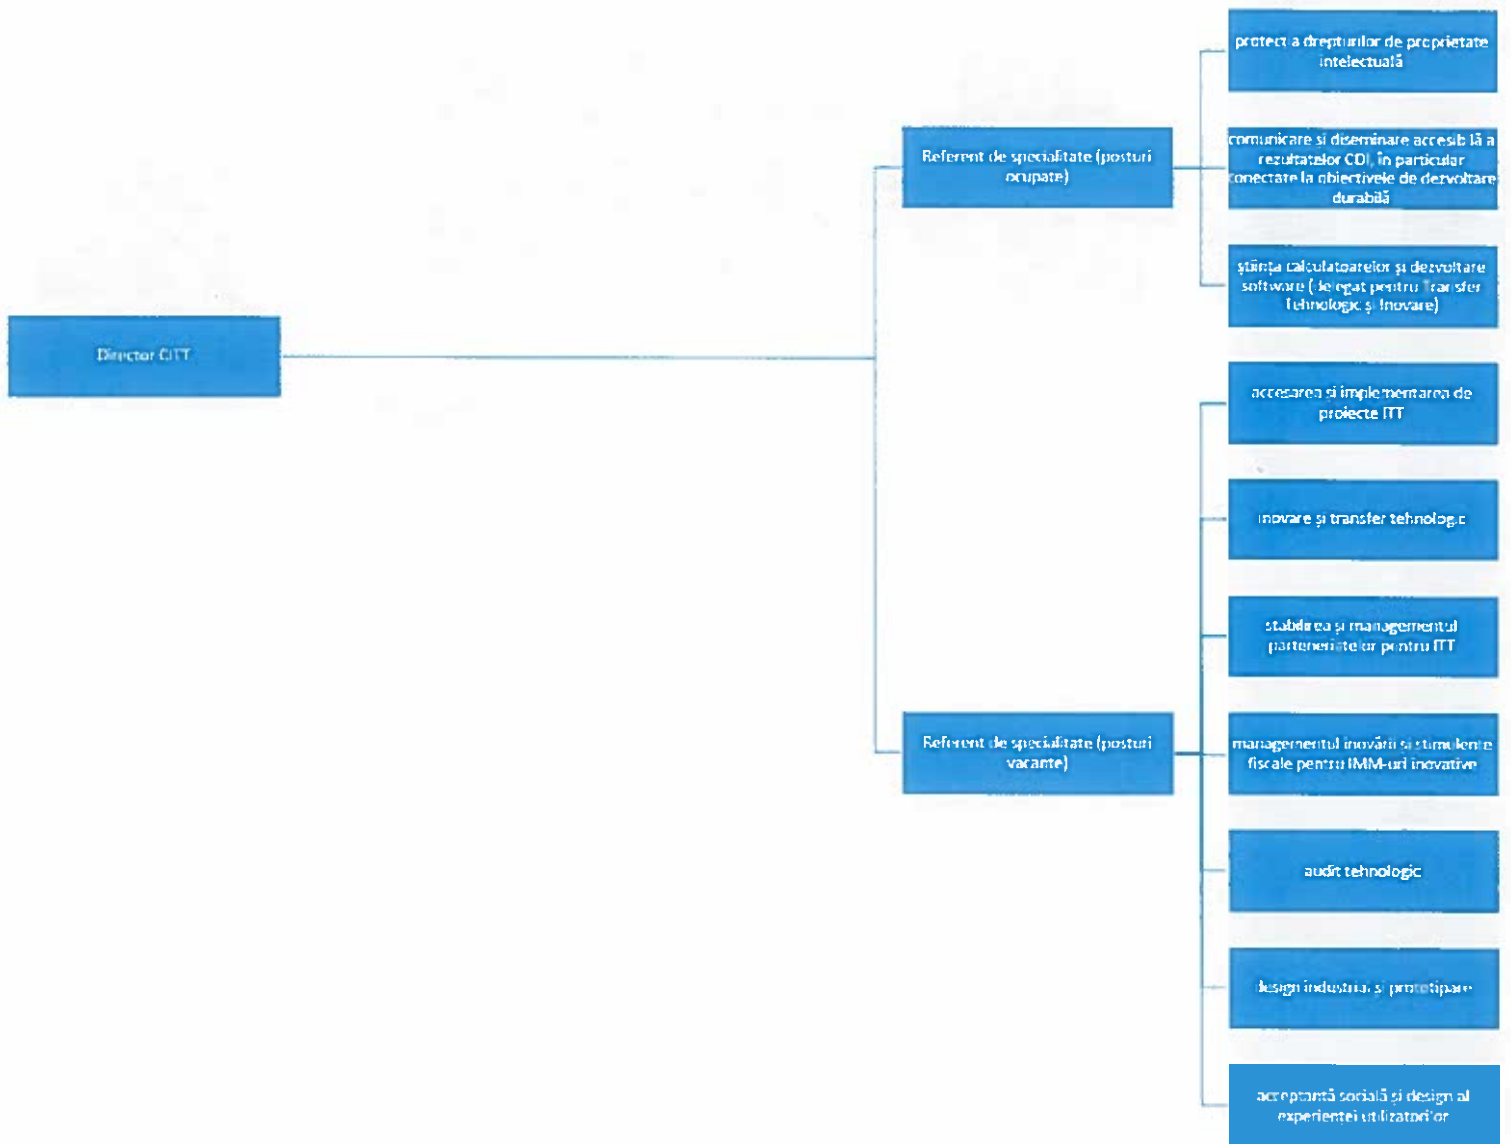 Director CITT
Referent de specialitate (posturi
ocupate)
protecția drepturilor de proprietate
intelectuală
comunicare si diseminare accesibilă a
rezultatelor CDI, în particular
conectate la obiectivele de dezvoltare
durabilă
știința calculatoarelor și dezvoltare
software (delegat pentru Transfer
Tehnologic și Inovare)
Referent de specialitate (posturi
vacante)
accesarea și implementarea de
proiecte ITT
inovare și transfer tehnologic
stabilirea și managementul
parteneriatelor pentru ITT
managementul inovării și stimulente
fiscale pentru IMM-uri inovative
audit tehnologic
design industrial și prototipare
acceptanță socială și design al
experienței utilizatorilor